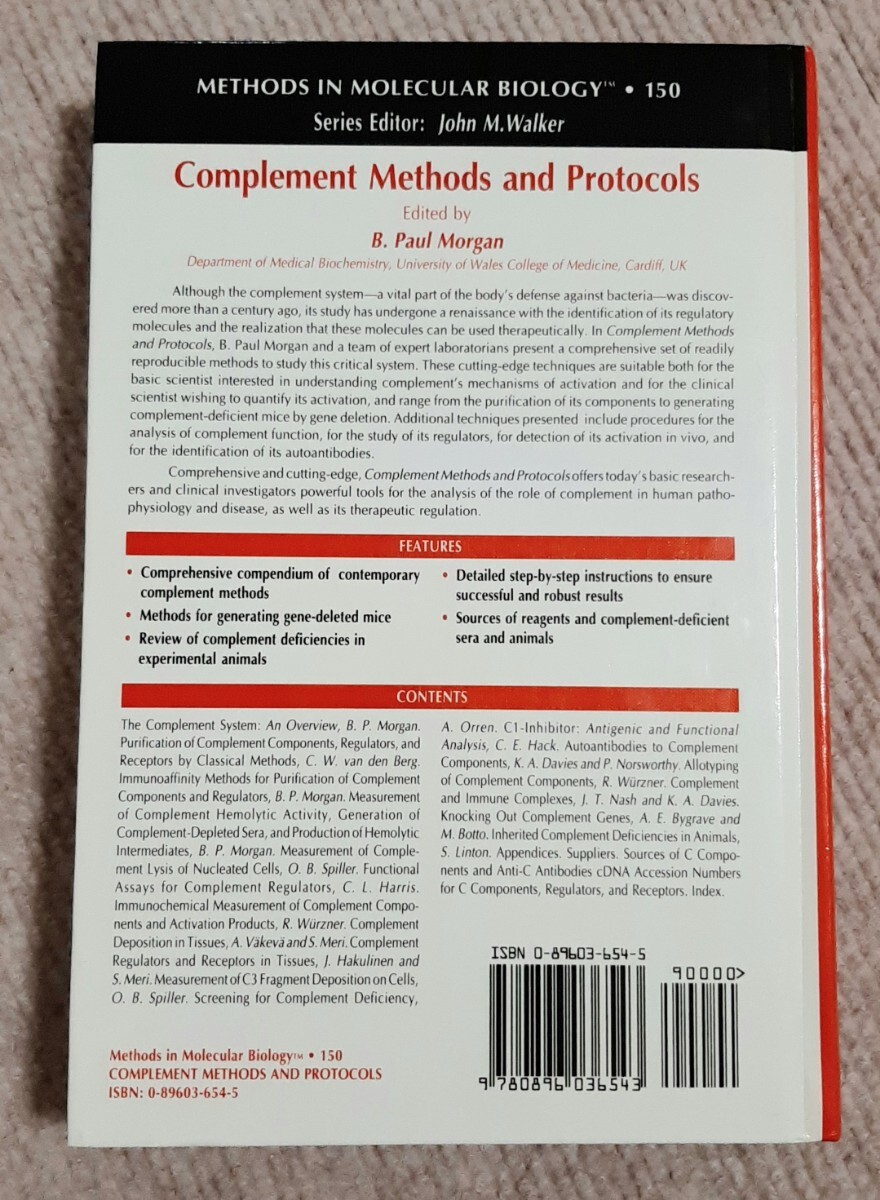 METHODS IN MOLECULAR BIOLOGY™ • 150
Series Editor: John M.Walker
Complement Methods and Protocols
Edited by
B. Paul Morgan
Department of Medical Biochemistry, University of Wales College of Medicine, Cardiff, UK
Although the complement system—a vital part of the body's defense against bacteria—was discov-
ered more than a century ago, its study has undergone a renaissance with the identification of its regulatory
molecules and the realization that these molecules can be used therapeutically. In Complement Methods
and Protocols, B. Paul Morgan and a team of expert laboratorians present a comprehensive set of readily
reproducible methods to study this critical system. These cutting-edge techniques are suitable both for the
basic scientist interested in understanding complement's mechanisms of activation and for the clinical
scientist wishing to quantify its activation, and range from the purification of its components to generating
complement-deficient mice by gene deletion. Additional techniques presented include procedures for the
analysis of complement function, for the study of its regulators, for detection of its activation in vivo, and
for the identification of its autoantibodies.
Comprehensive and cutting-edge, Complement Methods and Protocols offers today's basic research-
ers and clinical investigators powerful tools for the analysis of the role of complement in human patho-
physiology and disease, as well as its therapeutic regulation.
FEATURES
• Comprehensive compendium of contemporary
complement methods
• Methods for generating gene-deleted mice
• Review of complement deficiencies in
experimental animals
• Detailed step-by-step instructions to ensure
successful and robust results
• Sources of reagents and complement-deficient
sera and animals
CONTENTS
The Complement System: An Overview, B. P. Morgan.
Purification of Complement Components, Regulators, and
Receptors by Classical Methods, C. W. van den Berg.
Immunoaffinity Methods for Purification of Complement
Components and Regulators, B. P. Morgan. Measurement
of Complement Hemolytic Activity, Generation of
Complement-Depleted Sera, and Production of Hemolytic
Intermediates, B. P. Morgan. Measurement of Comple-
ment Lysis of Nucleated Cells, O. B. Spiller. Functional
Assays for Complement Regulators, C. L. Harris.
Immunochemical Measurement of Complement Compo-
nents and Activation Products, R. Würzner. Complement
Deposition in Tissues, A. Väkevä and S. Meri. Complement
Regulators and Receptors in Tissues, J. Hakulinen and
S. Meri. Measurement of C3 Fragment Deposition on Cells,
O. B. Spiller. Screening for Complement Deficiency,
A. Orren. C1-Inhibitor: Antigenic and Functional
Analysis, C. E. Hack. Autoantibodies to Complement
Components, K. A. Davies and P. Norsworthy. Allotyping
of Complement Components, R. Würzner. Complement
and Immune Complexes, J. T. Nash and K. A. Davies.
Knocking Out Complement Genes, A. E. Bygrave and
M. Botto. Inherited Complement Deficiencies in Animals,
S. Linton. Appendices. Suppliers. Sources of C Compo-
nents and Anti-C Antibodies cDNA Accession Numbers
for C Components, Regulators, and Receptors. Index.
Methods in Molecular Biology™ • 150
COMPLEMENT METHODS AND PROTOCOLS
ISBN: 0-89603-654-5
ISBN 0-89603-654-5
90000>
9 780896 036543